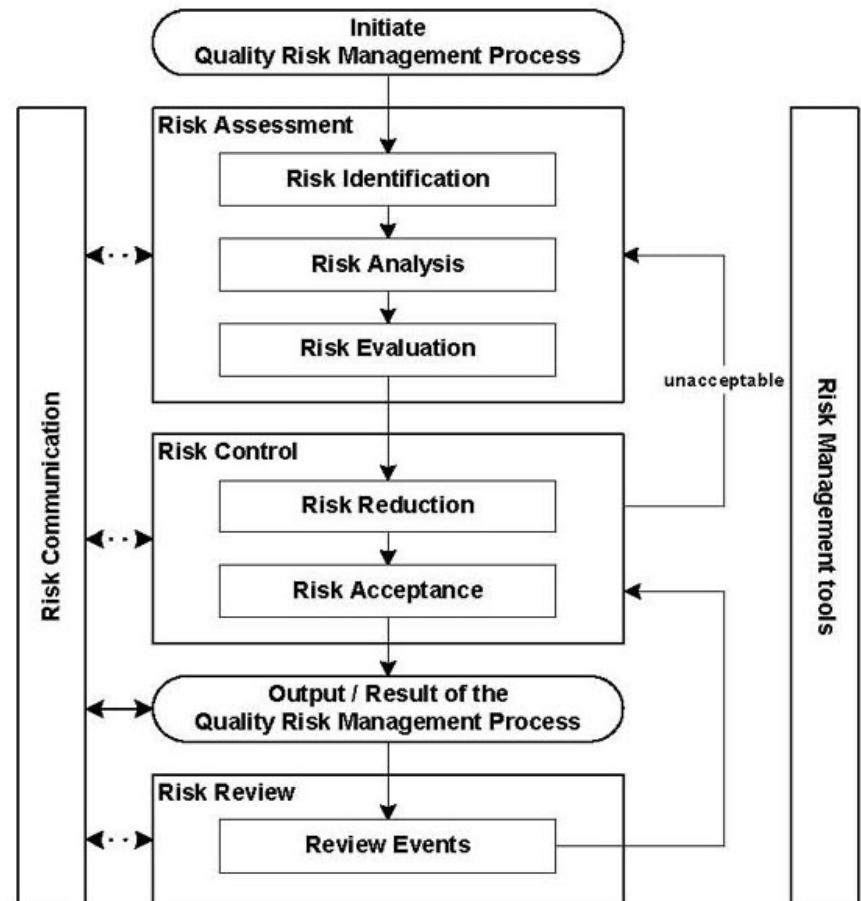 Initiate
Quality Risk Management Process
Risk Assessment
Risk Identification
Risk Analysis
Risk Evaluation
unacceptable
Risk Control
Risk Reduction
Risk Acceptance
Output / Result of the
Quality Risk Management Process
Risk Review
Review Events
Risk Communication
Risk Management tools